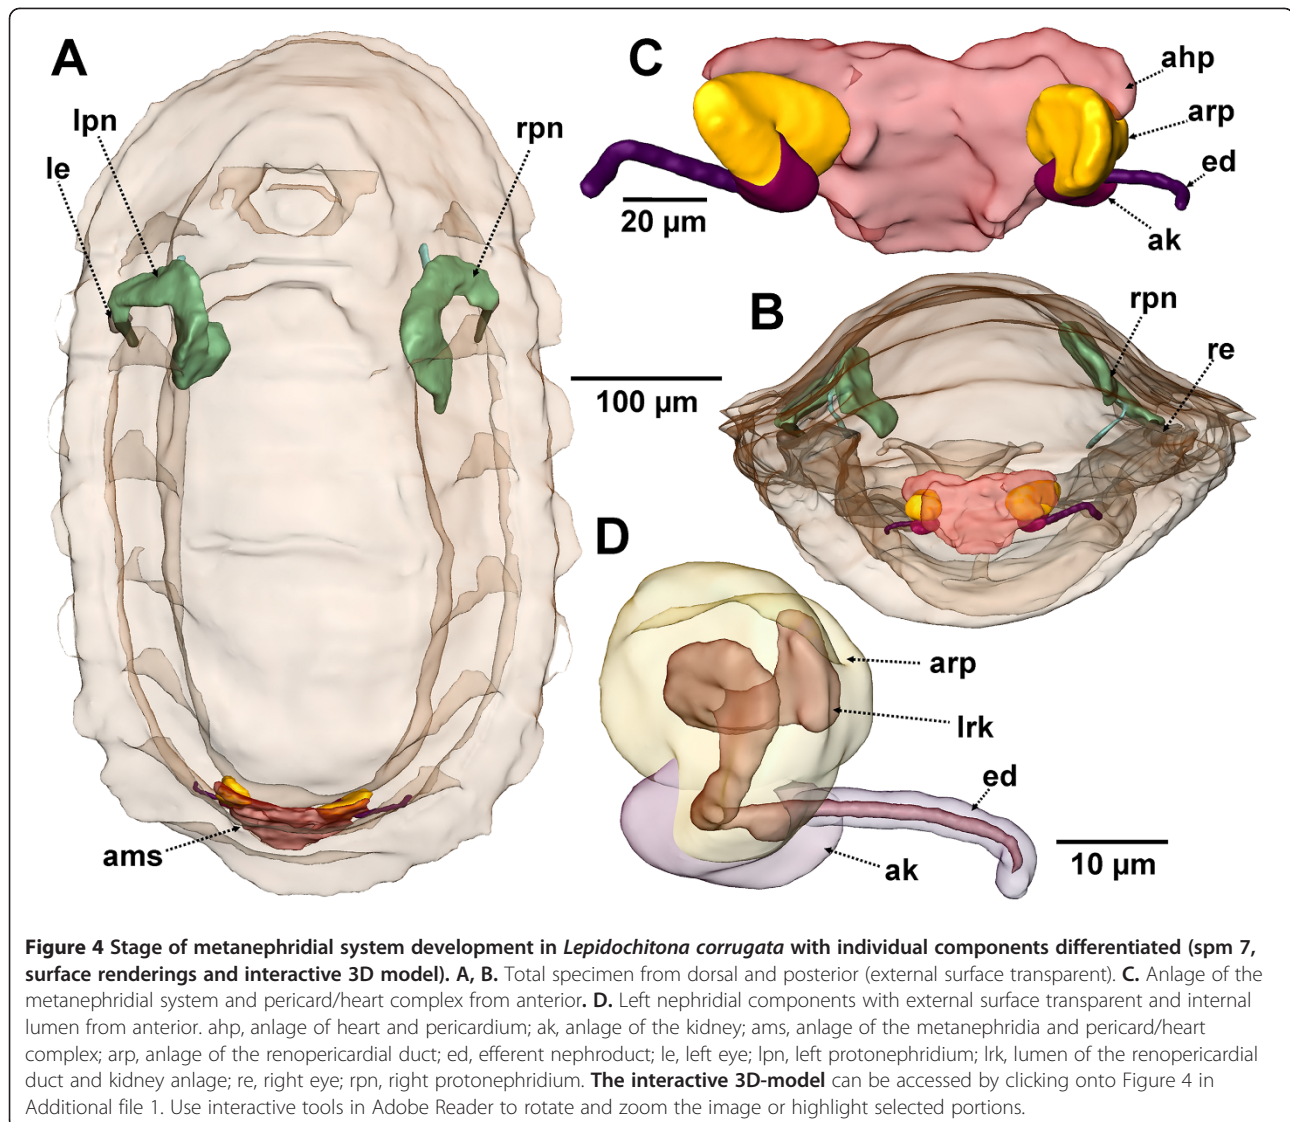 A
lpn
le
rpn
ams
100 µm
C
ahp
arp
ed
ak
20 µm
B
rpn
re
D
arp
lrk
ed
ak
10 µm
Figure 4 Stage of metanephridial system development in Lepidochitona corrugata with individual components differentiated (spm 7,
surface renderings and interactive 3D model). A, B. Total specimen from dorsal and posterior (external surface transparent). C. Anlage of the
metanephridial system and pericard/heart complex from anterior. D. Left nephridial components with external surface transparent and internal
lumen from anterior. ahp, anlage of heart and pericardium; ak, anlage of the kidney; ams, anlage of the metanephridia and pericard/heart
complex; arp, anlage of the renopericardial duct; ed, efferent nephroduct; le, left eye; lpn, left protonephridium; lrk, lumen of the renopericardial
duct and kidney anlage; re, right eye; rpn, right protonephridium. The interactive 3D-model can be accessed by clicking onto Figure 4 in
Additional file 1. Use interactive tools in Adobe Reader to rotate and zoom the image or highlight selected portions.